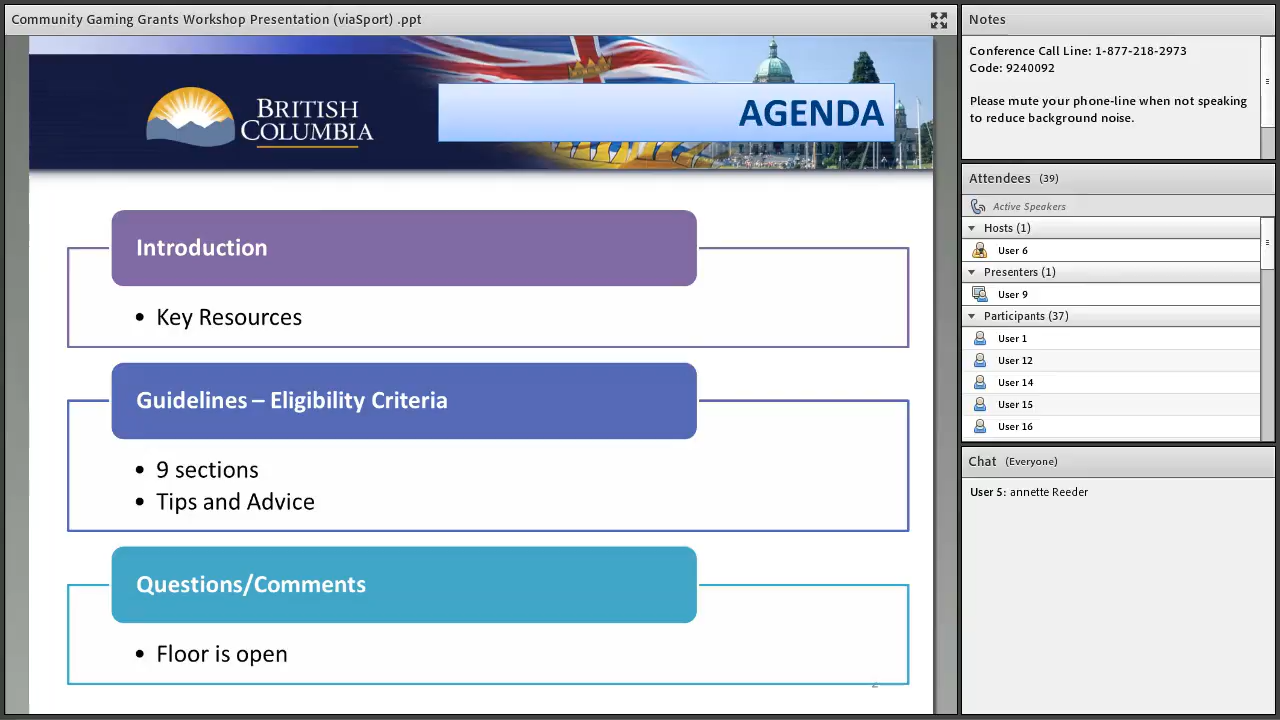 Community Gaming Grants Workshop Presentation (viaSport) .ppt
BRITISH
COLUMBIA
AGENDA
Introduction
• Key Resources
Guidelines – Eligibility Criteria
• 9 sections
• Tips and Advice
Questions/Comments
• Floor is open
2
Notes
Conference Call Line: 1-877-218-2973
Code: 9240092
Please mute your phone-line when not speaking
to reduce background noise.
Attendees (39)
Active Speakers
Hosts (1)
User 6
Presenters (1)
User 9
Participants (37)
User 1
User 12
User 14
User 15
User 16
Chat (Everyone)
User 5: annette Reeder